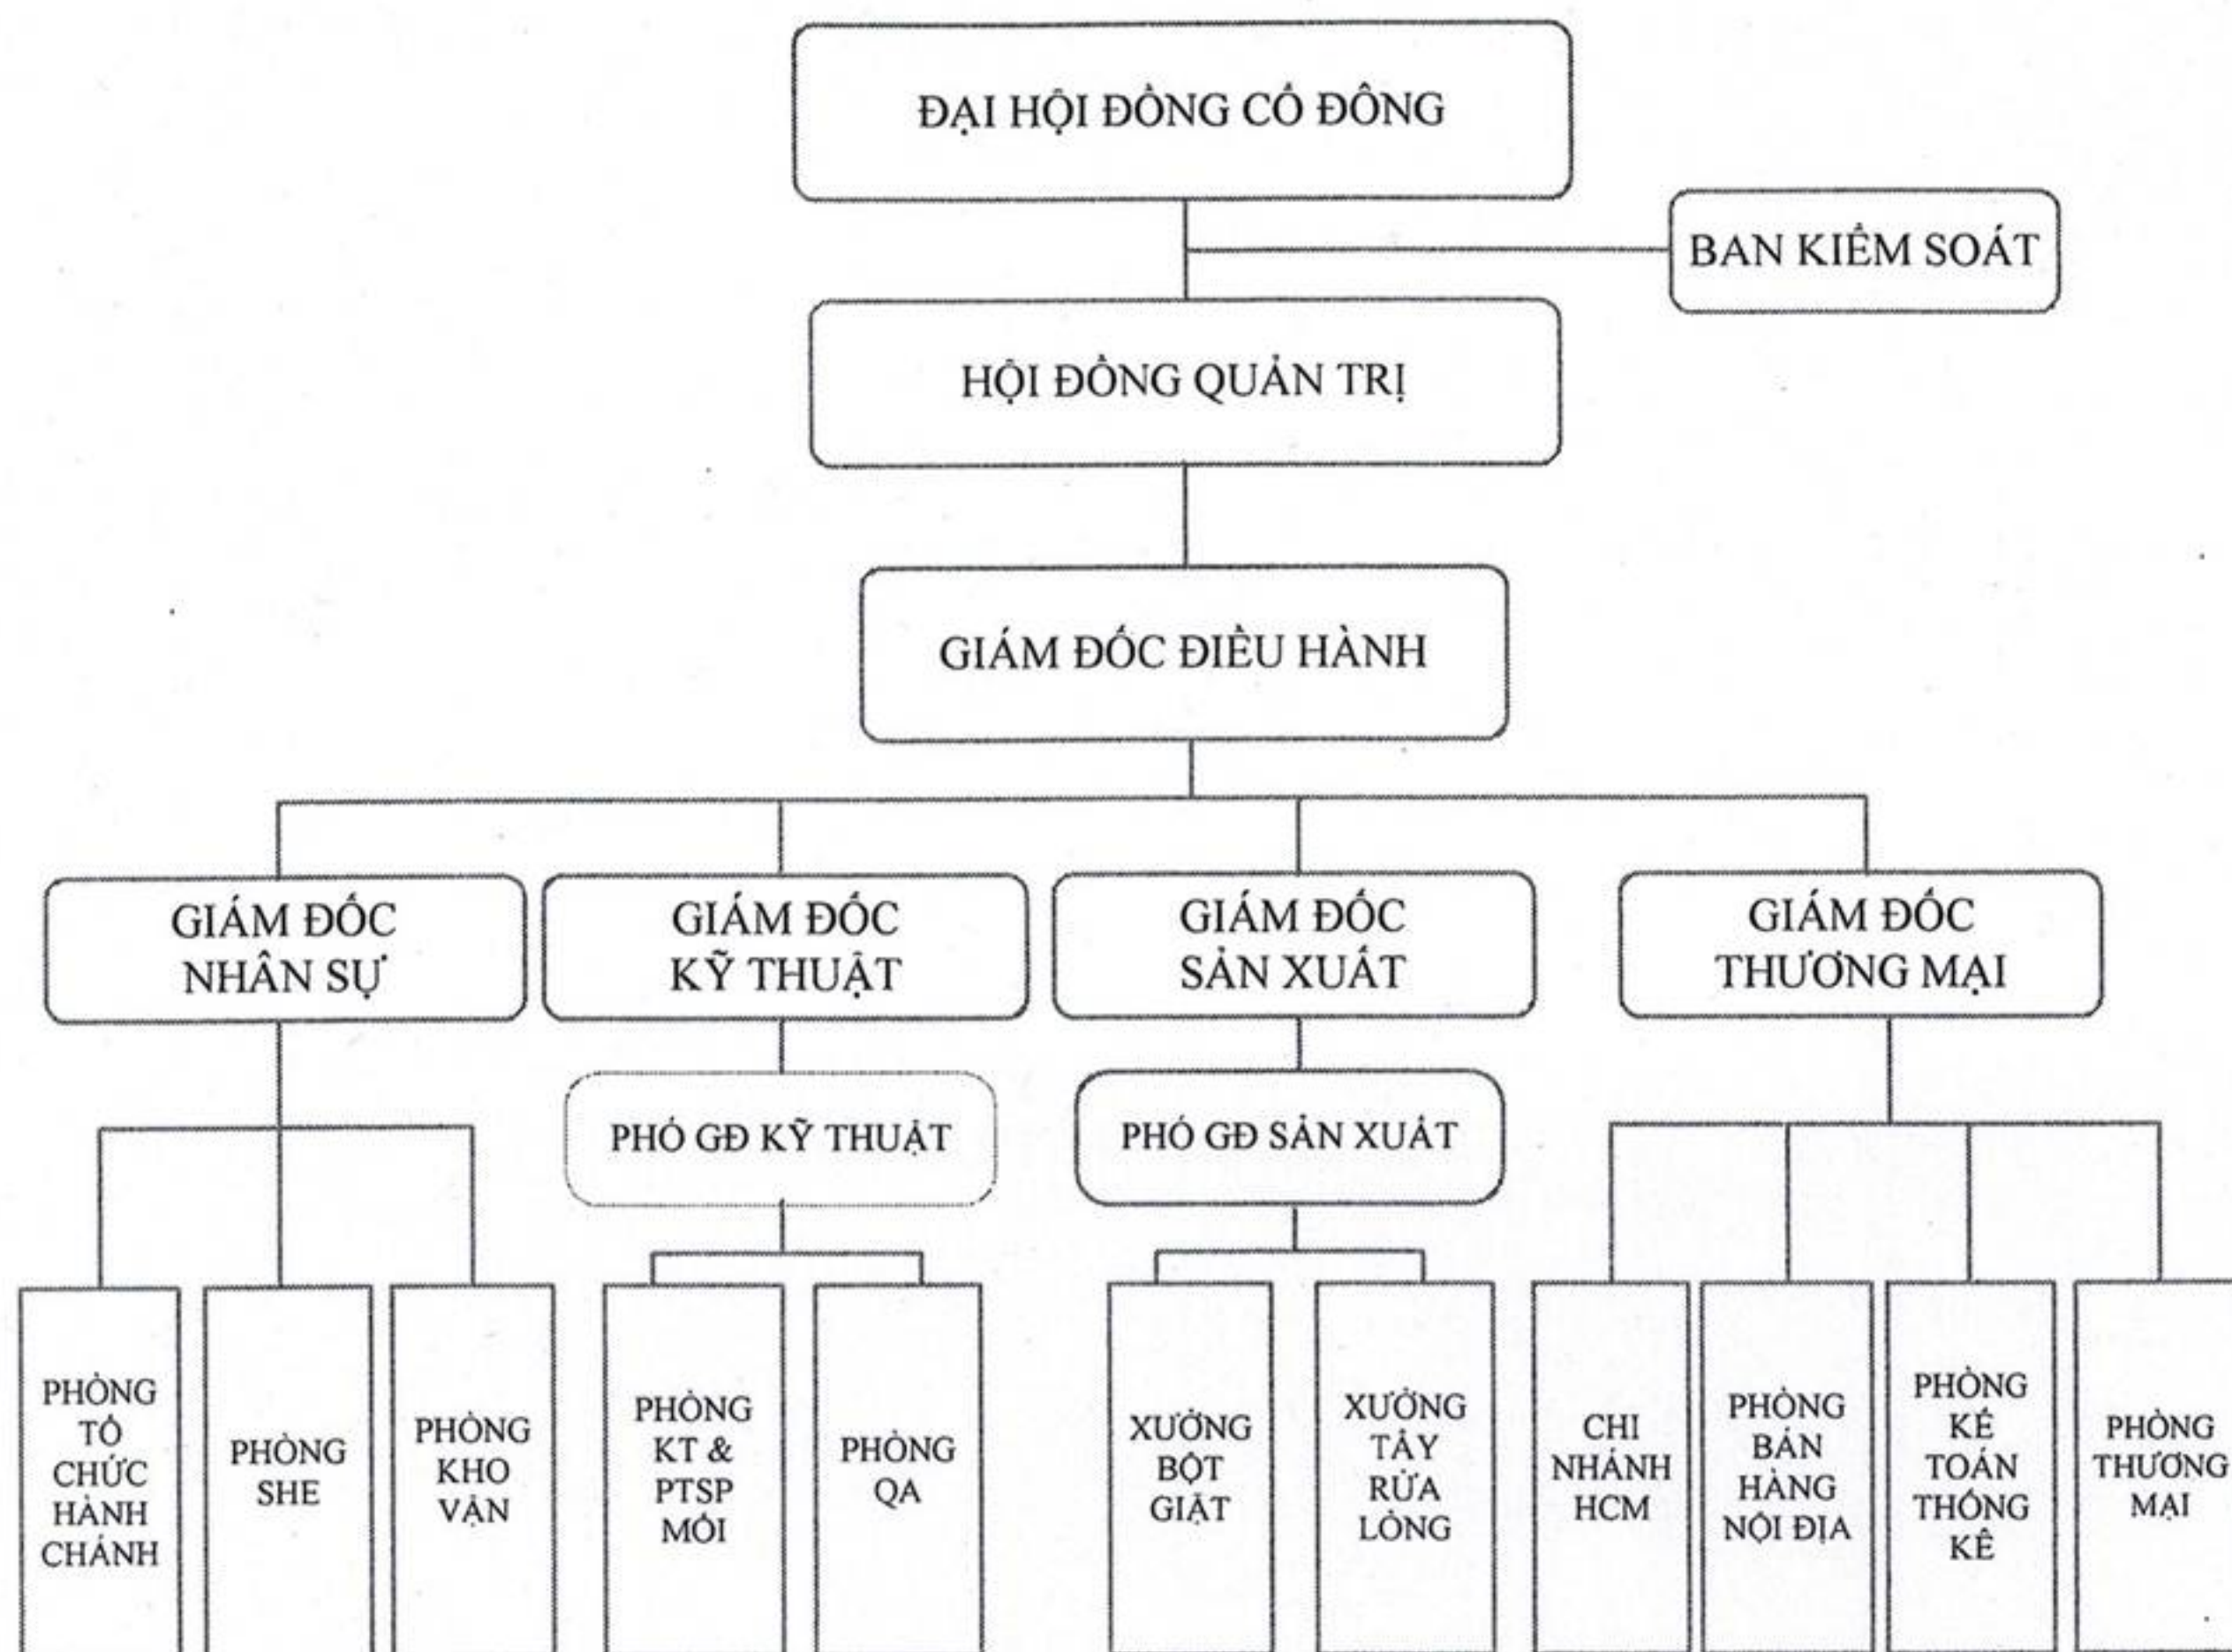 ĐẠI HỘI ĐỒNG CỔ ĐÔNG
BAN KIỂM SOÁT
HỘI ĐỒNG QUẢN TRỊ
GIÁM ĐỐC ĐIỀU HÀNH
GIÁM ĐỐC
NHÂN SỰ
GIÁM ĐỐC
KỸ THUẬT
GIÁM ĐỐC
SẢN XUẤT
GIÁM ĐỐC
THƯƠNG MẠI
PHÓ GĐ KỸ THUẬT
PHÓ GĐ SẢN XUẤT
PHÒNG
TỔ
CHỨC
HÀNH
CHÁNH
PHÒNG
SHE
PHÒNG
KHO
VẬN
PHÒNG
KT &
PTSP
MỚI
PHÒNG
QA
XƯỞNG
BỘT
GIẶT
XƯỞNG
TẨY
RỬA
LỎNG
CHI
NHÁNH
HCM
PHÒNG
BÁN
HÀNG
NỘI ĐỊA
PHÒNG
KẾ
TOÁN
THỐNG
KÊ
PHÒNG
THƯƠNG
MẠI